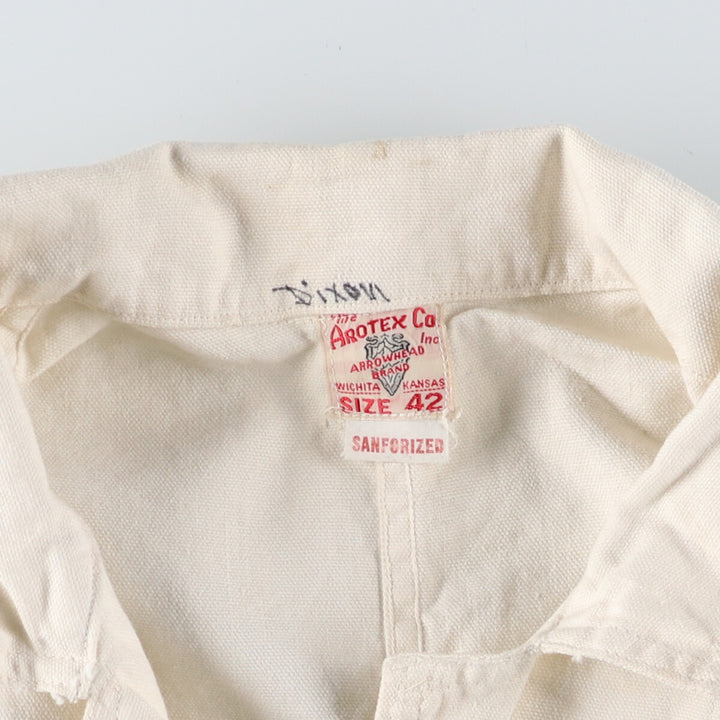 Dixon
The
AROTEX Co
Inc.
ARROWHEAD
BRAND
WICHITA KANSAS
SIZE 42
SANFORIZED